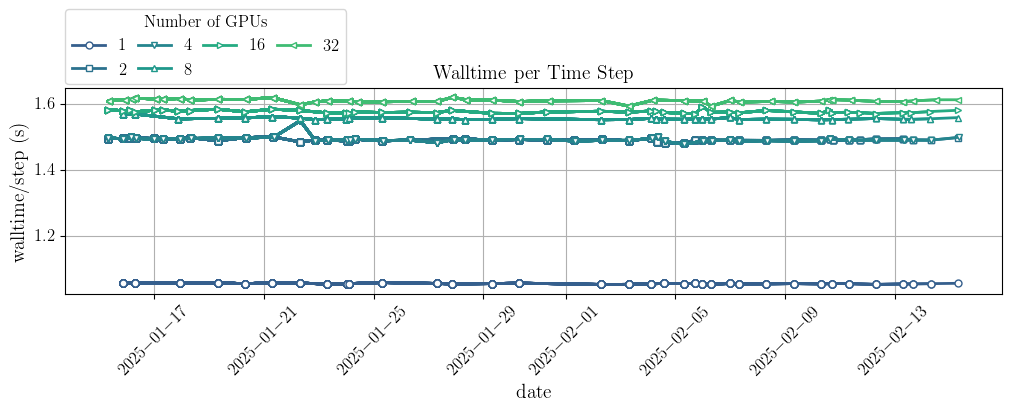 Number of GPUs
1 4 16 32
2 8
Walltime per Time Step
walltime/step (s)
1.6
1.4
1.2
2025−01−17 2025−01−21 2025−01−25 2025−01−29 2025−02−01 2025−02−05 2025−02−09 2025−02−13
date